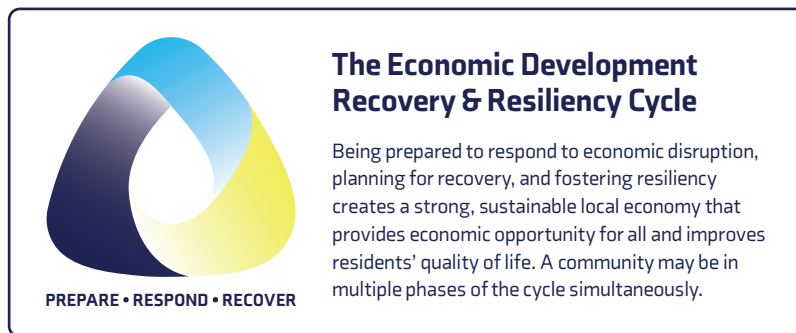 The Economic Development
Recovery & Resiliency Cycle
Being prepared to respond to economic disruption,
planning for recovery, and fostering resiliency
creates a strong, sustainable local economy that
provides economic opportunity for all and improves
residents’ quality of life. A community may be in
multiple phases of the cycle simultaneously.
PREPARE • RESPOND • RECOVER